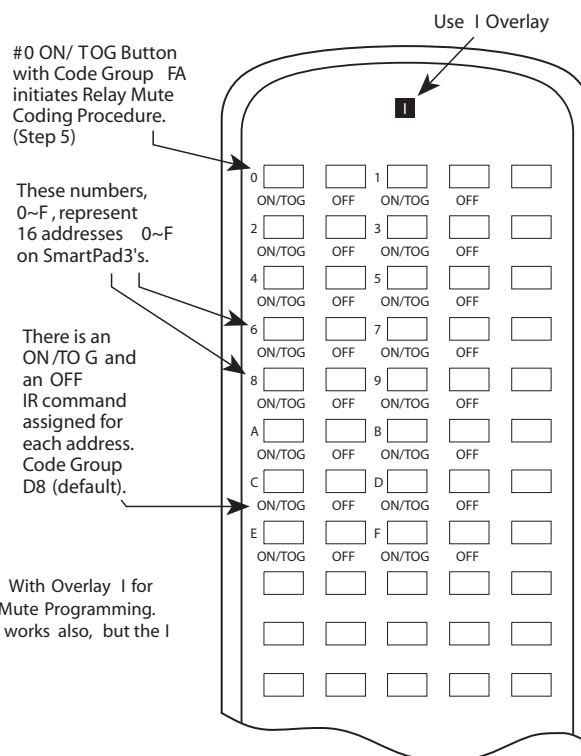 Use I Overlay
#0 ON/ TOG Button
with Code Group FA
initiates Relay Mute
Coding Procedure.
(Step 5)
I
0 1
ON/TOG OFF ON/TOG OFF
These numbers,
0~F , represent
16 addresses 0~F
on SmartPad3's.
2 3
ON/TOG OFF ON/TOG OFF
4 5
ON/TOG OFF ON/TOG OFF
6 7
ON/TOG OFF ON/TOG OFF
There is an
ON /TO G and
an OFF
IR command
assigned for
each address.
Code Group
D8 (default).
8 9
ON/TOG OFF ON/TOG OFF
A B
ON/TOG OFF ON/TOG OFF
C D
ON/TOG OFF ON/TOG OFF
E F
ON/TOG OFF ON/TOG OFF
With Overlay I for
Mute Programming.
works also, but the I